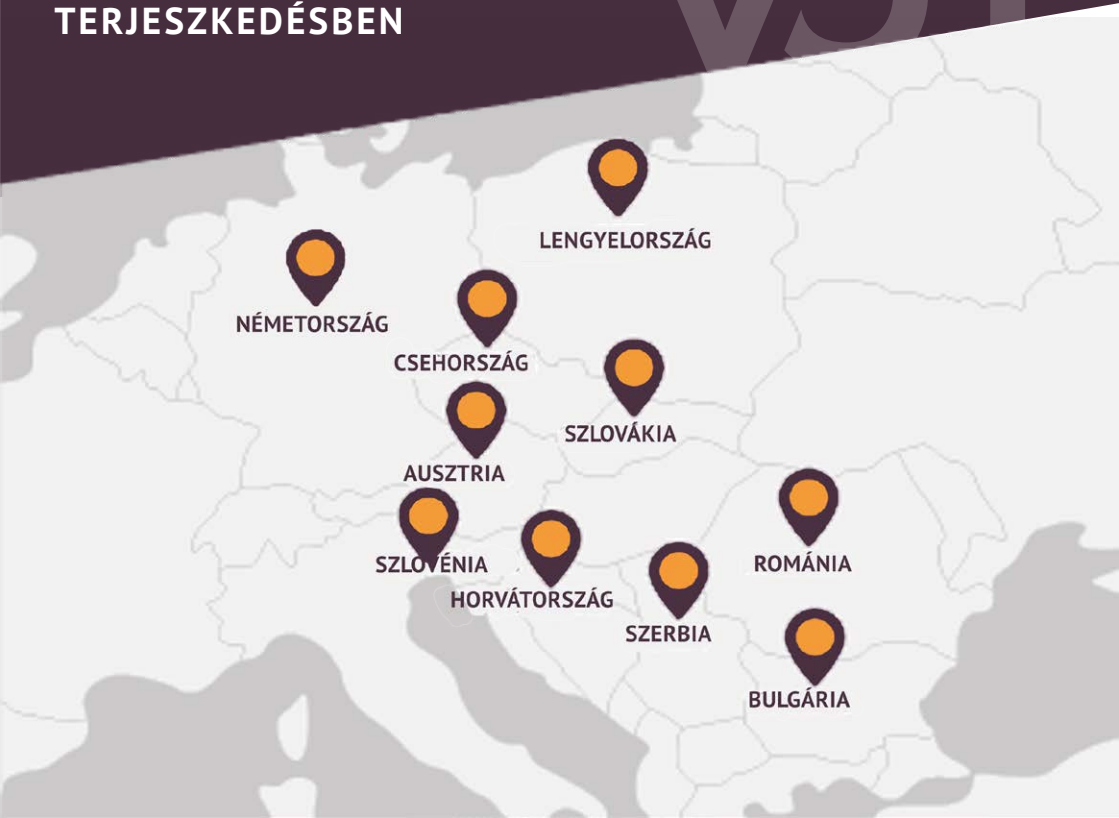 TERJESZKEDÉSBEN
LENGYELORSZÁG
NÉMETORSZÁG
CSEHORSZÁG
SZLOVÁKIA
AUSZTRIA
SZLOVÉNIA
ROMÁNIA
HORVÁTORSZÁG
SZERBIA
BULGÁRIA